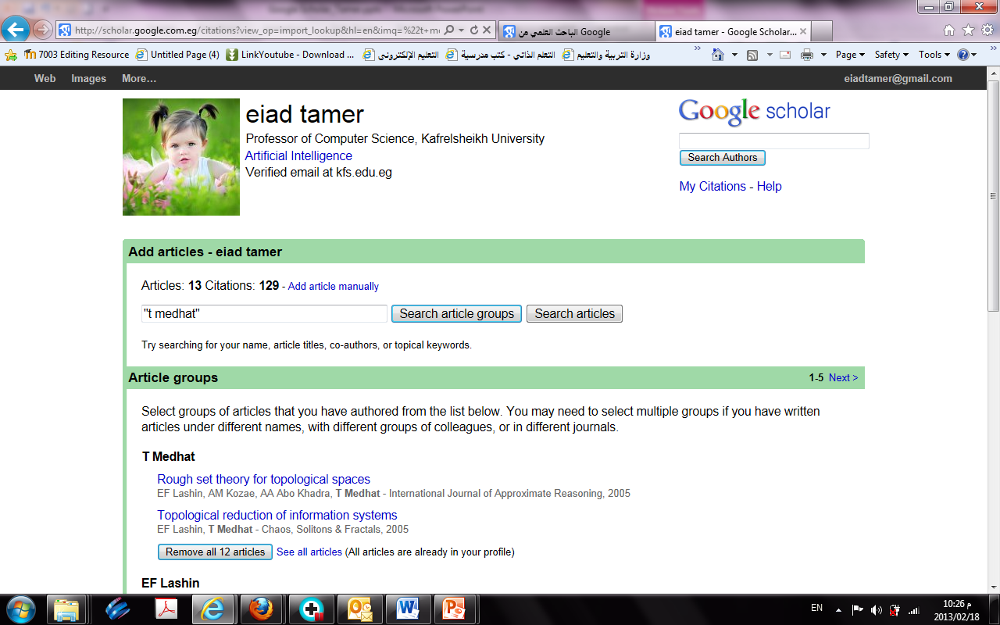 http://scholar.google.com.eg/citations?view_op=import_lookup&hl=en&imq=%22t+m
الباحث العلمي من Google
eiad tamer - Google Scholar...
7003 Editing Resource
Untitled Page (4)
LinkYoutube - Download ...
التعليم الإلكترونى
التعلم الذاتي - كتب مدرسية
وزارة التربية والتعليم
Page
Safety
Tools
Web
Images
More...
eiadtamer@gmail.com
eiad tamer
Professor of Computer Science, Kafrelsheikh University
Artificial Intelligence
Verified email at kfs.edu.eg
Google scholar
Search Authors
My Citations - Help
Add articles - eiad tamer
Articles: 13 Citations: 129 - Add article manually
"t medhat"
Search article groups
Search articles
Try searching for your name, article titles, co-authors, or topical keywords.
Article groups
1-5 Next >
Select groups of articles that you have authored from the list below. You may need to select multiple groups if you have written
articles under different names, with different groups of colleagues, or in different journals.
T Medhat
Rough set theory for topological spaces
EF Lashin, AM Kozae, AA Abo Khadra, T Medhat - International Journal of Approximate Reasoning, 2005
Topological reduction of information systems
EF Lashin, T Medhat - Chaos, Solitons & Fractals, 2005
Remove all 12 articles See all articles (All articles are already in your profile)
EF Lashin
EN
10:26 م
2013/02/18